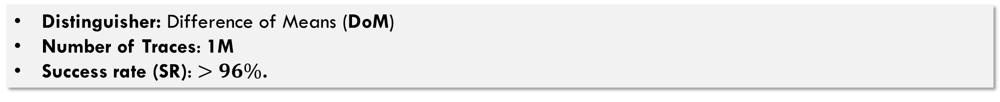 • Distinguisher: Difference of Means (DoM)
• Number of Traces: 1M
• Success rate (SR): > 96%.